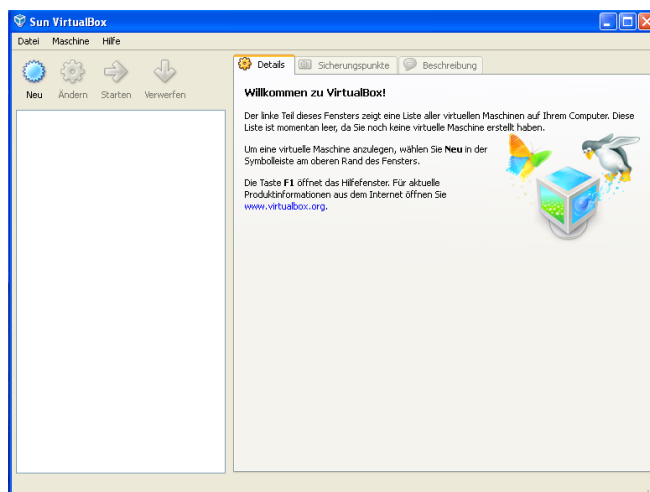 Sun VirtualBox
Datei Maschine Hilfe
Neu Ändern Starten Verwerfen
Details Sicherungspunkte Beschreibung
Willkommen zu VirtualBox!
Der linke Teil dieses Fensters zeigt eine Liste aller virtuellen Maschinen auf Ihrem Computer. Diese
Liste ist momentan leer, da Sie noch keine virtuelle Maschine erstellt haben.
Um eine virtuelle Maschine anzulegen, wählen Sie Neu in der
Symbolleiste am oberen Rand des Fensters.
Die Taste F1 öffnet das Hilfefenster. Für aktuelle
Produktinformationen aus dem Internet öffnen Sie
www.virtualbox.org.